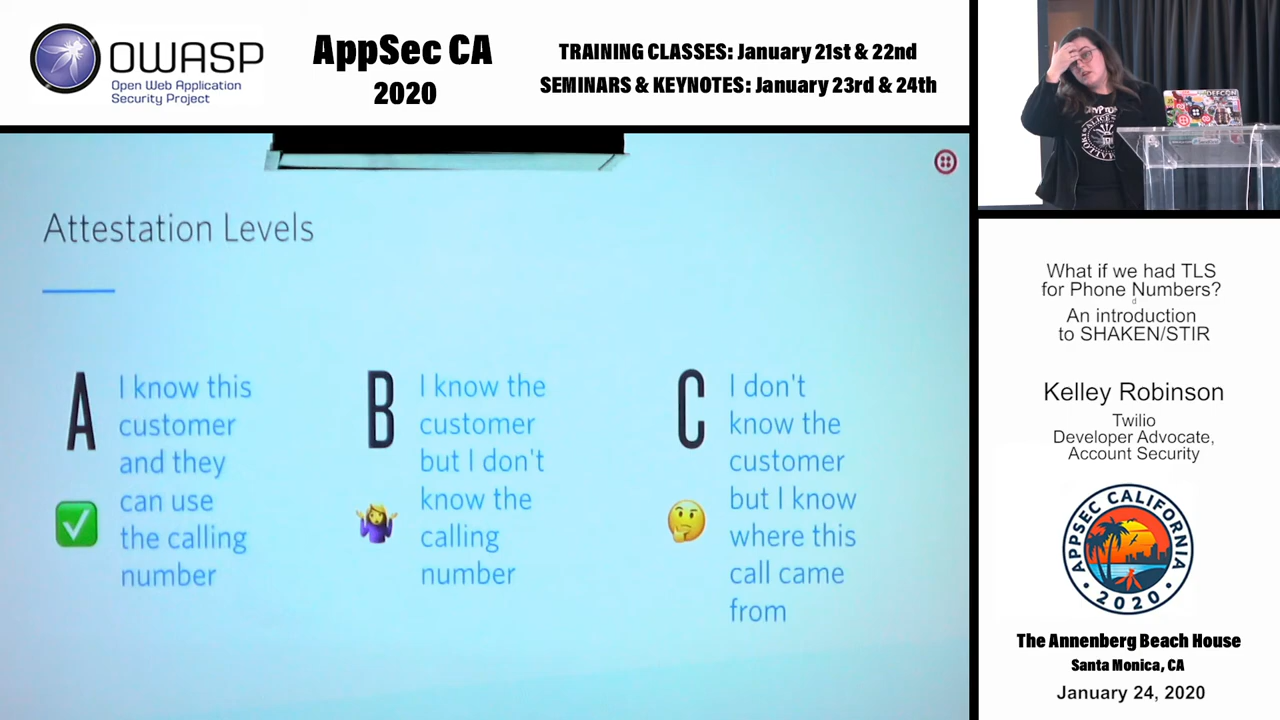 OWASP
Open Web Application
Security Project
AppSec CA
2020
TRAINING CLASSES: January 21st & 22nd
SEMINARS & KEYNOTES: January 23rd & 24th
Attestation Levels
A
I know this
customer
and they
can use
the calling
number
B
I know the
customer
but I don't
know the
calling
number
C
I don't
know the
customer
but I know
where this
call came
from
DEFCON
What if we had TLS
for Phone Numbers?
d
An introduction
to SHAKEN/STIR
Kelley Robinson
Twilio
Developer Advocate,
Account Security
APPSEC CALIFORNIA
• 2020 •
The Annenberg Beach House
Santa Monica, CA
January 24, 2020